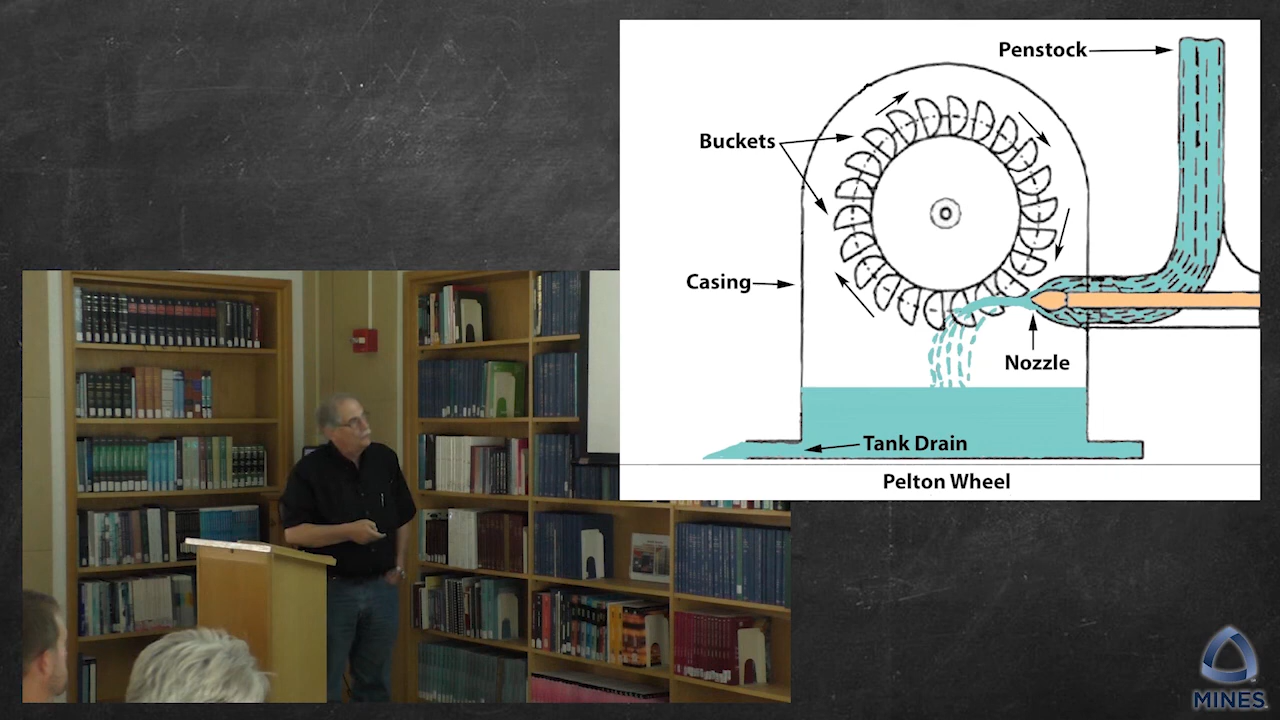 Penstock
Buckets
Casing
Nozzle
Tank Drain
Pelton Wheel
MINES